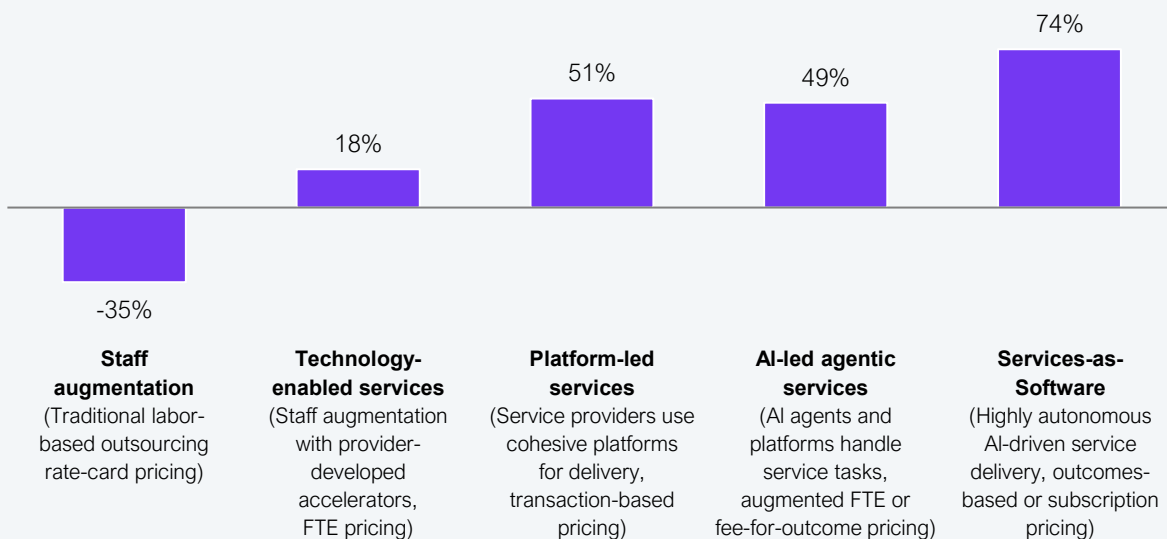 74%
51%
49%
18%
-35%
Staff
augmentation
(Traditional labor-
based outsourcing
rate-card pricing)
Technology-
enabled services
(Staff augmentation
with provider-
developed
accelerators,
FTE pricing)
Platform-led
services
(Service providers use
cohesive platforms
for delivery,
transaction-based
pricing)
AI-led agentic
services
(AI agents and
platforms handle
service tasks,
augmented FTE or
fee-for-outcome pricing)
Services-as-
Software
(Highly autonomous
AI-driven service
delivery, outcomes-
based or subscription
pricing)